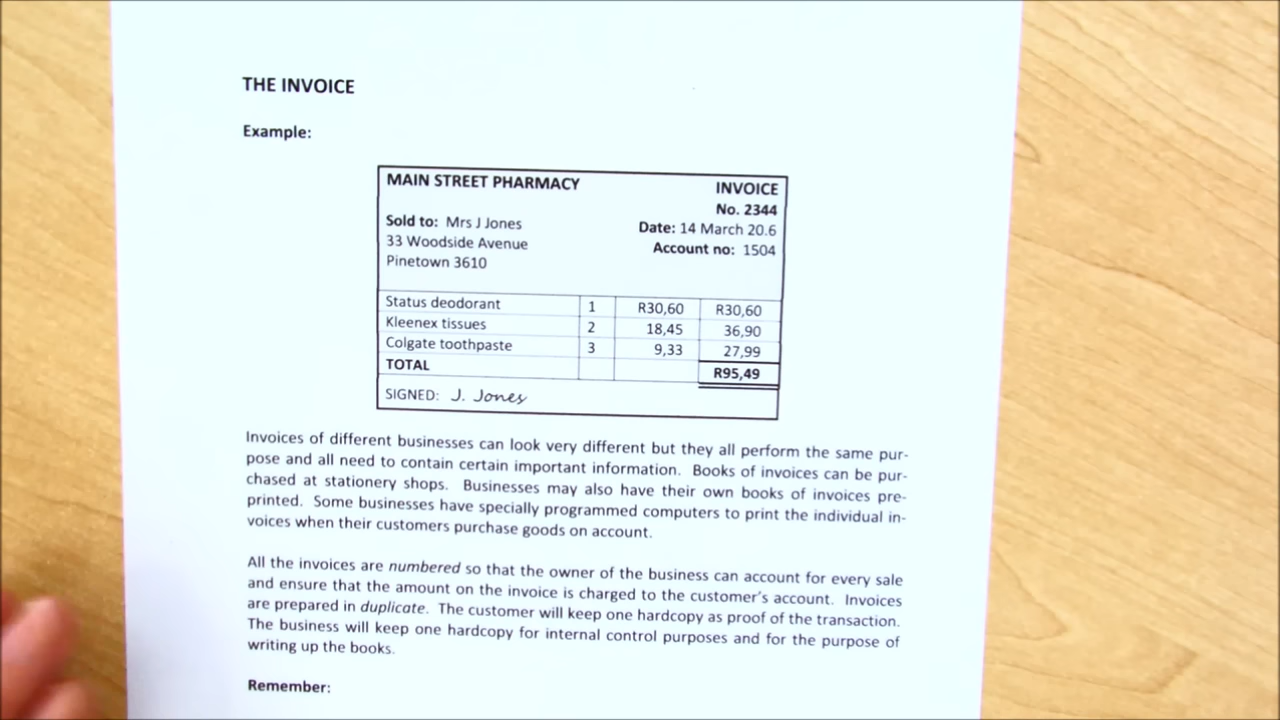 THE INVOICE
Example:
MAIN STREET PHARMACY INVOICE
No. 2344
Sold to: Mrs J Jones Date: 14 March 20.6
33 Woodside Avenue Account no: 1504
Pinetown 3610
Status deodorant 1 R30,60 R30,60
Kleenex tissues 2 18,45 36,90
Colgate toothpaste 3 9,33 27,99
TOTAL R95,49
SIGNED: J. Jones
Invoices of different businesses can look very different but they all perform the same pur-
pose and all need to contain certain important information. Books of invoices can be pur-
chased at stationery shops. Businesses may also have their own books of invoices pre-
printed. Some businesses have specially programmed computers to print the individual in-
voices when their customers purchase goods on account.
All the invoices are numbered so that the owner of the business can account for every sale
and ensure that the amount on the invoice is charged to the customer's account. Invoices
are prepared in duplicate. The customer will keep one hardcopy as proof of the transaction.
The business will keep one hardcopy for internal control purposes and for the purpose of
writing up the books.
Remember: